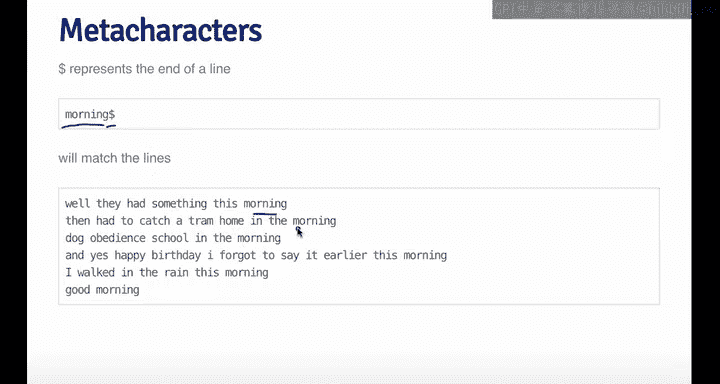 Metacharacters
$ represents the end of a line
morning$
will match the lines
well they had something this morning
then had to catch a tram home in the morning
dog obedience school in the morning
and yes happy birthday i forgot to say it earlier this morning
I walked in the rain this morning
good morning